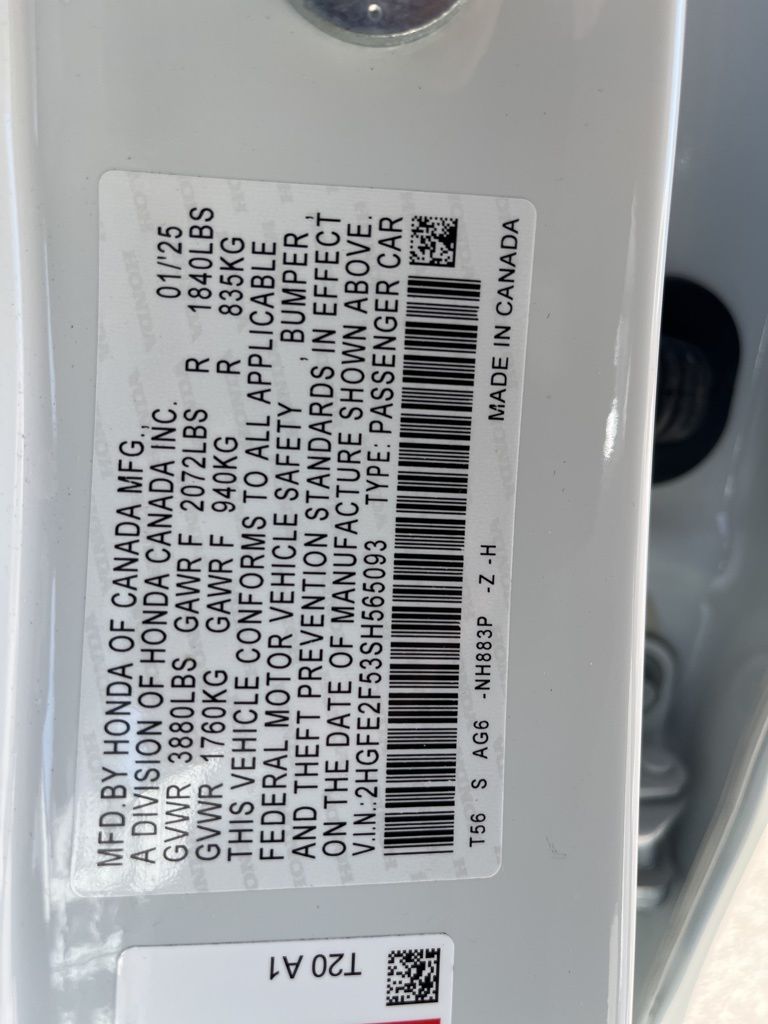 MFD.BY HONDA OF CANADA MFG.,
A DIVISION OF HONDA CANADA INC. 01/'25
GVWR 3880LBS GAWR F 2072LBS R 1840LBS
GVWR 1760KG GAWR F 940KG R 835KG
THIS VEHICLE CONFORMS TO ALL APPLICABLE
FEDERAL MOTOR VEHICLE SAFETY , BUMPER ,
AND THEFT PREVENTION STANDARDS IN EFFECT
ON THE DATE OF MANUFACTURE SHOWN ABOVE.
V.I.N.:2HGFE2F53SH565093 TYPE: PASSENGER CAR
T56 S AG6 -NH883P -Z -H MADE IN CANADA
T20 A1